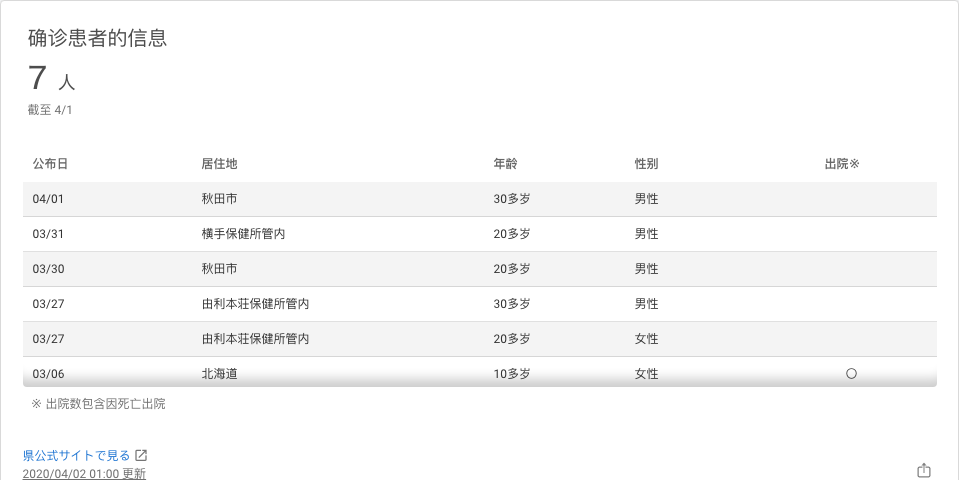 确诊患者的信息
7 人
截至 4/1
公布日 居住地 年齢 性别 出院※
04/01 秋田市 30多岁 男性
03/31 横手保健所管内 20多岁 男性
03/30 秋田市 20多岁 男性
03/27 由利本荘保健所管内 30多岁 男性
03/27 由利本荘保健所管内 20多岁 女性
03/06 北海道 10多岁 女性 ○
※ 出院数包含因死亡出院
県公式サイトで見る
2020/04/02 01:00 更新